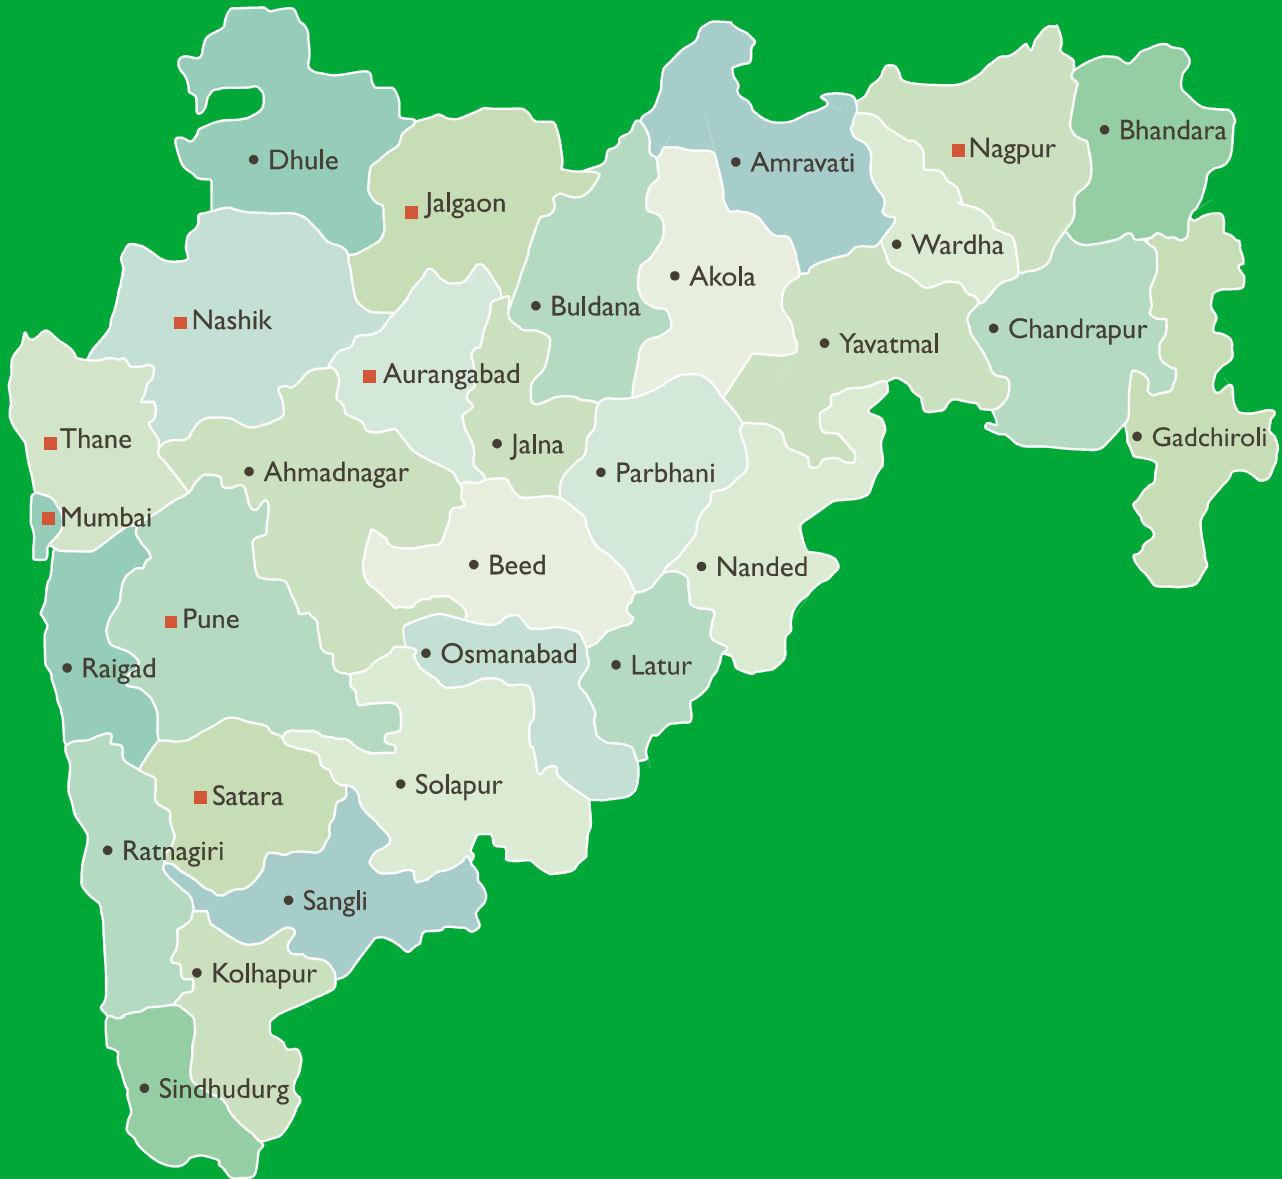 Bhandara
Nagpur
Dhule
Amravati
Jalgaon
Wardha
Akola
Buldana
Nashik
Chandrapur
Yavatmal
Aurangabad
Thane
Gadchiroli
Jalna
Ahmadnagar
Parbhani
Mumbai
Beed
Nanded
Pune
Osmanabad
Latur
Raigad
Solapur
Satara
Ratnagiri
Sangli
Kolhapur
Sindhudurg